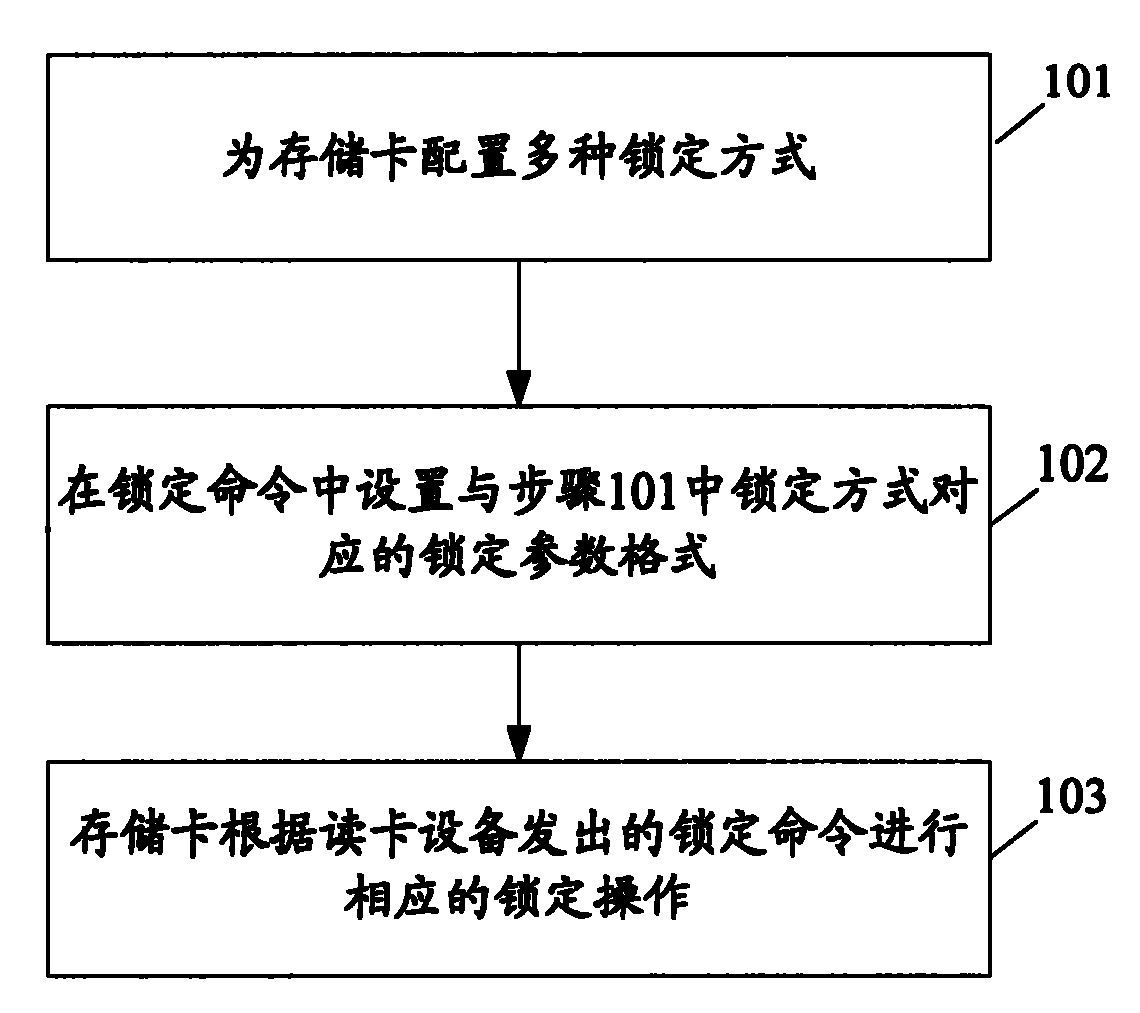 101
为存储卡配置多种锁定方式
102
在锁定命令中设置与步骤101中锁定方式对
应的锁定参数格式
103
存储卡根据读卡设备发出的锁定命令进行
相应的锁定操作